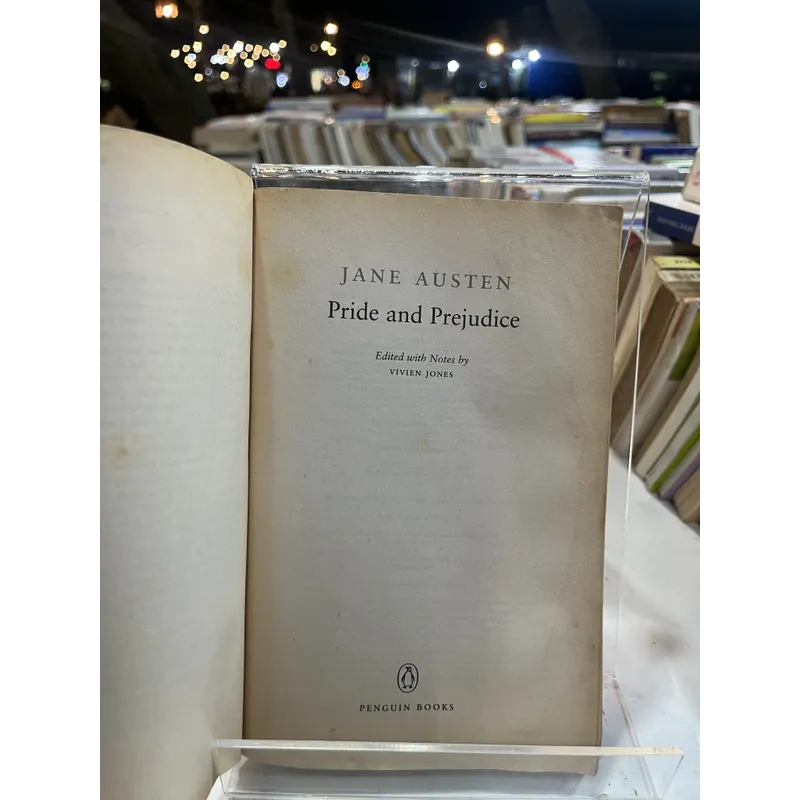 JANE AUSTEN
Pride and Prejudice
Edited with Notes by
VIVIEN JONES
PENGUIN BOOKS